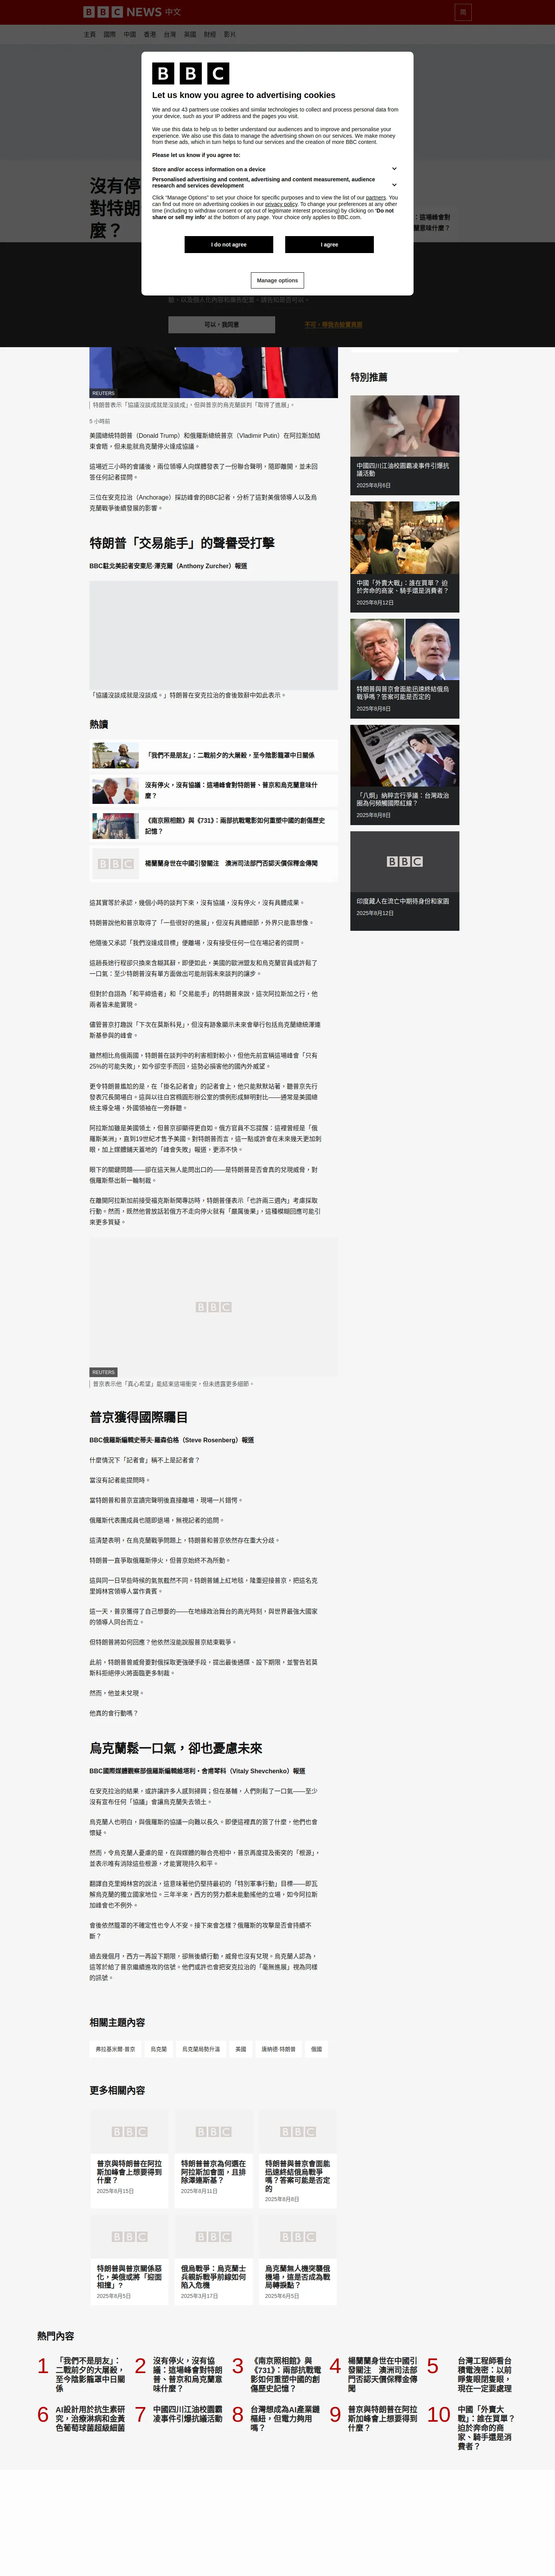 BBC NEWS 中文
简
主頁 國際 中國 香港 台灣 英國 財經 影片
BBC
Let us know you agree to advertising cookies
We and our 43 partners use cookies and similar technologies to collect and process personal data from
your device, such as your IP address and the pages you visit.
We use this data to help us to better understand our audiences and to improve and personalise your
experience. We also use this data to manage the advertising shown on our services. We make money
from these ads, which in turn helps to fund our services and the creation of more BBC content.
Please let us know if you agree to:
Store and/or access information on a device
Personalised advertising and content, advertising and content measurement, audience
research and services development
Click “Manage Options” to set your choice for specific purposes and to view the list of our partners. You
can find out more on advertising cookies in our privacy policy. To change your preferences at any other
time (including to withdraw consent or opt out of legitimate interest processing) by clicking on 'Do not
share or sell my info' at the bottom of any page. Your choice only applies to BBC.com.
I do not agree
I agree
Manage options
沒有停
對特朗
麼？
：這場峰會對
蘭意味什麼？
可以，我同意
不可，帶我去設置頁面
REUTERS
特朗普表示「協議沒談成就是沒談成」，但與普京的烏克蘭談判「取得了進展」。
5 小時前
美國總統特朗普（Donald Trump）和俄羅斯總統普京（Vladimir Putin）在阿拉斯加結
束會晤，但未能就烏克蘭停火達成協議。
這場近三小時的會議後，兩位領導人向媒體發表了一份聯合聲明，隨即離開，並未回
答任何記者提問。
三位在安克拉治（Anchorage）採訪峰會的BBC記者，分析了這對美俄領導人以及烏
克蘭戰爭後續發展的影響。
特朗普「交易能手」的聲譽受打擊
BBC駐北美記者安東尼·澤克爾（Anthony Zurcher）報道
「協議沒談成就是沒談成。」特朗普在安克拉治的會後致辭中如此表示。
熱讀
「我們不是朋友」：二戰前夕的大屠殺，至今陰影籠罩中日關係
沒有停火，沒有協議：這場峰會對特朗普、普京和烏克蘭意味什
麼？
《南京照相館》與《731》：兩部抗戰電影如何重塑中國的創傷歷史
記憶？
楊蘭蘭身世在中國引發關注　澳洲司法部門否認天價保釋金傳聞
這其實等於承認，幾個小時的談判下來，沒有協議，沒有停火，沒有具體成果。
特朗普說他和普京取得了「一些很好的進展」，但沒有具體細節，外界只能靠想像。
他隨後又承認「我們沒達成目標」便離場，沒有接受任何一位在場記者的提問。
這趟長途行程卻只換來含糊其辭，即便如此，美國的歐洲盟友和烏克蘭官員或許鬆了
一口氣：至少特朗普沒有單方面做出可能削弱未來談判的讓步。
但對於自詡為「和平締造者」和「交易能手」的特朗普來說，這次阿拉斯加之行，他
兩者皆未能實現。
儘管普京打趣說「下次在莫斯科見」，但沒有跡象顯示未來會舉行包括烏克蘭總統澤連
斯基參與的峰會。
雖然相比烏俄兩國，特朗普在談判中的利害相對較小，但他先前宣稱這場峰會「只有
25%的可能失敗」，如今卻空手而回，這勢必損害他的國內外威望。
更令特朗普尷尬的是，在「掛名記者會」的記者會上，他只能默默站著，聽普京先行
發表冗長開場白。這與以往白宮橢圓形辦公室的慣例形成鮮明對比——通常是美國總
統主導全場，外國領袖在一旁靜聽。
阿拉斯加雖是美國領土，但普京卻顯得更自如。俄方官員不忘提醒：這裡曾經是「俄
羅斯美洲」，直到19世紀才售予美國。對特朗普而言，這一點或許會在未來幾天更加刺
眼，加上媒體鋪天蓋地的「峰會失敗」報道，更添不快。
眼下的關鍵問題——卻在這天無人能問出口的——是特朗普是否會真的兌現威脅，對
俄羅斯祭出新一輪制裁。
在離開阿拉斯加前接受福克斯新聞專訪時，特朗普僅表示「也許兩三週內」考慮採取
行動。然而，既然他曾放話若俄方不走向停火就有「嚴厲後果」，這種模糊回應可能引
來更多質疑。
BBC
REUTERS
普京表示他「真心希望」能結束這場衝突，但未透露更多細節。
普京獲得國際矚目
BBC俄羅斯編輯史蒂夫·羅森伯格（Steve Rosenberg）報道
什麼情況下「記者會」稱不上是記者會？
當沒有記者能提問時。
當特朗普和普京宣讀完聲明後直接離場，現場一片錯愕。
俄羅斯代表團成員也隨即退場，無視記者的追問。
這清楚表明，在烏克蘭戰爭問題上，特朗普和普京依然存在重大分歧。
特朗普一直爭取俄羅斯停火，但普京始終不為所動。
這與同一日早些時候的氣氛截然不同。特朗普鋪上紅地毯，隆重迎接普京，把這名克
里姆林宮領導人當作貴賓。
這一天，普京獲得了自己想要的——在地緣政治舞台的高光時刻，與世界最強大國家
的領導人同台而立。
但特朗普將如何回應？他依然沒能說服普京結束戰爭。
此前，特朗普曾威脅要對俄採取更強硬手段，提出最後通牒、設下期限，並警告若莫
斯科拒絕停火將面臨更多制裁。
然而，他並未兌現。
他真的會行動嗎？
烏克蘭鬆一口氣，卻也憂慮未來
BBC國際媒體觀察部俄羅斯編輯維塔利・舍甫琴科（Vitaly Shevchenko）報道
在安克拉治的結果，或許讓許多人感到掃興；但在基輔，人們則鬆了一口氣——至少
沒有宣布任何「協議」會讓烏克蘭失去領土。
烏克蘭人也明白，與俄羅斯的協議一向難以長久。即便這裡真的簽了什麼，他們也會
懷疑。
然而，令烏克蘭人憂慮的是，在與媒體的聯合亮相中，普京再度提及衝突的「根源」，
並表示唯有消除這些根源，才能實現持久和平。
翻譯自克里姆林宮的說法，這意味著他仍堅持最初的「特別軍事行動」目標——即瓦
解烏克蘭的獨立國家地位。三年半來，西方的努力都未能動搖他的立場，如今阿拉斯
加峰會也不例外。
會後依然籠罩的不確定性也令人不安。接下來會怎樣？俄羅斯的攻擊是否會持續不
斷？
過去幾個月，西方一再設下期限，卻無後續行動，威脅也沒有兌現。烏克蘭人認為，
這等於給了普京繼續進攻的信號。他們或許也會把安克拉治的「毫無進展」視為同樣
的訊號。
相關主題內容
弗拉基米爾·普京
烏克蘭
烏克蘭局勢升溫
美國
唐納德·特朗普
俄國
更多相關內容
BBC
普京與特朗普在阿拉
斯加峰會上想要得到
什麼？
2025年8月15日
BBC
特朗普普京為何選在
阿拉斯加會面，且排
除澤連斯基？
2025年8月11日
BBC
特朗普與普京會面能
迅速終結俄烏戰爭
嗎？答案可能是否定
的
2025年8月8日
BBC
特朗普與普京關係惡
化，美俄或將「迎面
相撞」？
2025年8月5日
BBC
俄烏戰爭：烏克蘭士
兵親訴戰爭前線如何
陷入危機
2025年3月17日
BBC
烏克蘭無人機突襲俄
機場，這是否成為戰
局轉捩點？
2025年6月5日
特別推薦
中國四川江油校園霸凌事件引爆抗
議活動
2025年8月6日
中國「外賣大戰」：誰在買單？ 迫
於奔命的商家、騎手還是消費者？
2025年8月12日
特朗普與普京會面能迅速終結俄烏
戰爭嗎？答案可能是否定的
2025年8月8日
「八炯」納粹言行爭議：台灣政治
圈為何頻觸國際紅線？
2025年8月8日
BBC
印度藏人在流亡中期待身份和家園
2025年8月12日
熱門內容
1
「我們不是朋友」：
二戰前夕的大屠殺，
至今陰影籠罩中日關
係
2
沒有停火，沒有協
議：這場峰會對特朗
普、普京和烏克蘭意
味什麼？
3
《南京照相館》與
《731》：兩部抗戰電
影如何重塑中國的創
傷歷史記憶？
4
楊蘭蘭身世在中國引
發關注　澳洲司法部
門否認天價保釋金傳
聞
5
台灣工程師看台
積電洩密：以前
睜隻眼閉隻眼，
現在一定要處理
6
AI設計用於抗生素研
究，治療淋病和金黃
色葡萄球菌超級細菌
7
中國四川江油校園霸
凌事件引爆抗議活動
8
台灣想成為AI產業鏈
樞紐，但電力夠用
嗎？
9
普京與特朗普在阿拉
斯加峰會上想要得到
什麼？
10
中國「外賣大
戰」：誰在買單？
迫於奔命的商
家、騎手還是消
費者？